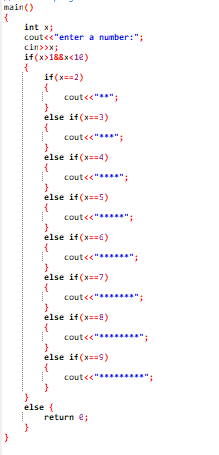 main()
{
int x;
cout<<"enter a number:";
cin>>x;
if(x>1&&x<10)
{
if(x==2)
{
cout<<"**";
}
else if(x==3)
{
cout<<"***";
}
else if(x==4)
{
cout<<"****";
}
else if(x==5)
{
cout<<"*****";
}
else if(x==6)
{
cout<<"******";
}
else if(x==7)
{
cout<<"*******";
}
else if(x==8)
{
cout<<"********";
}
else if(x==9)
{
cout<<"*********";
}
}
else {
return 0;
}
}